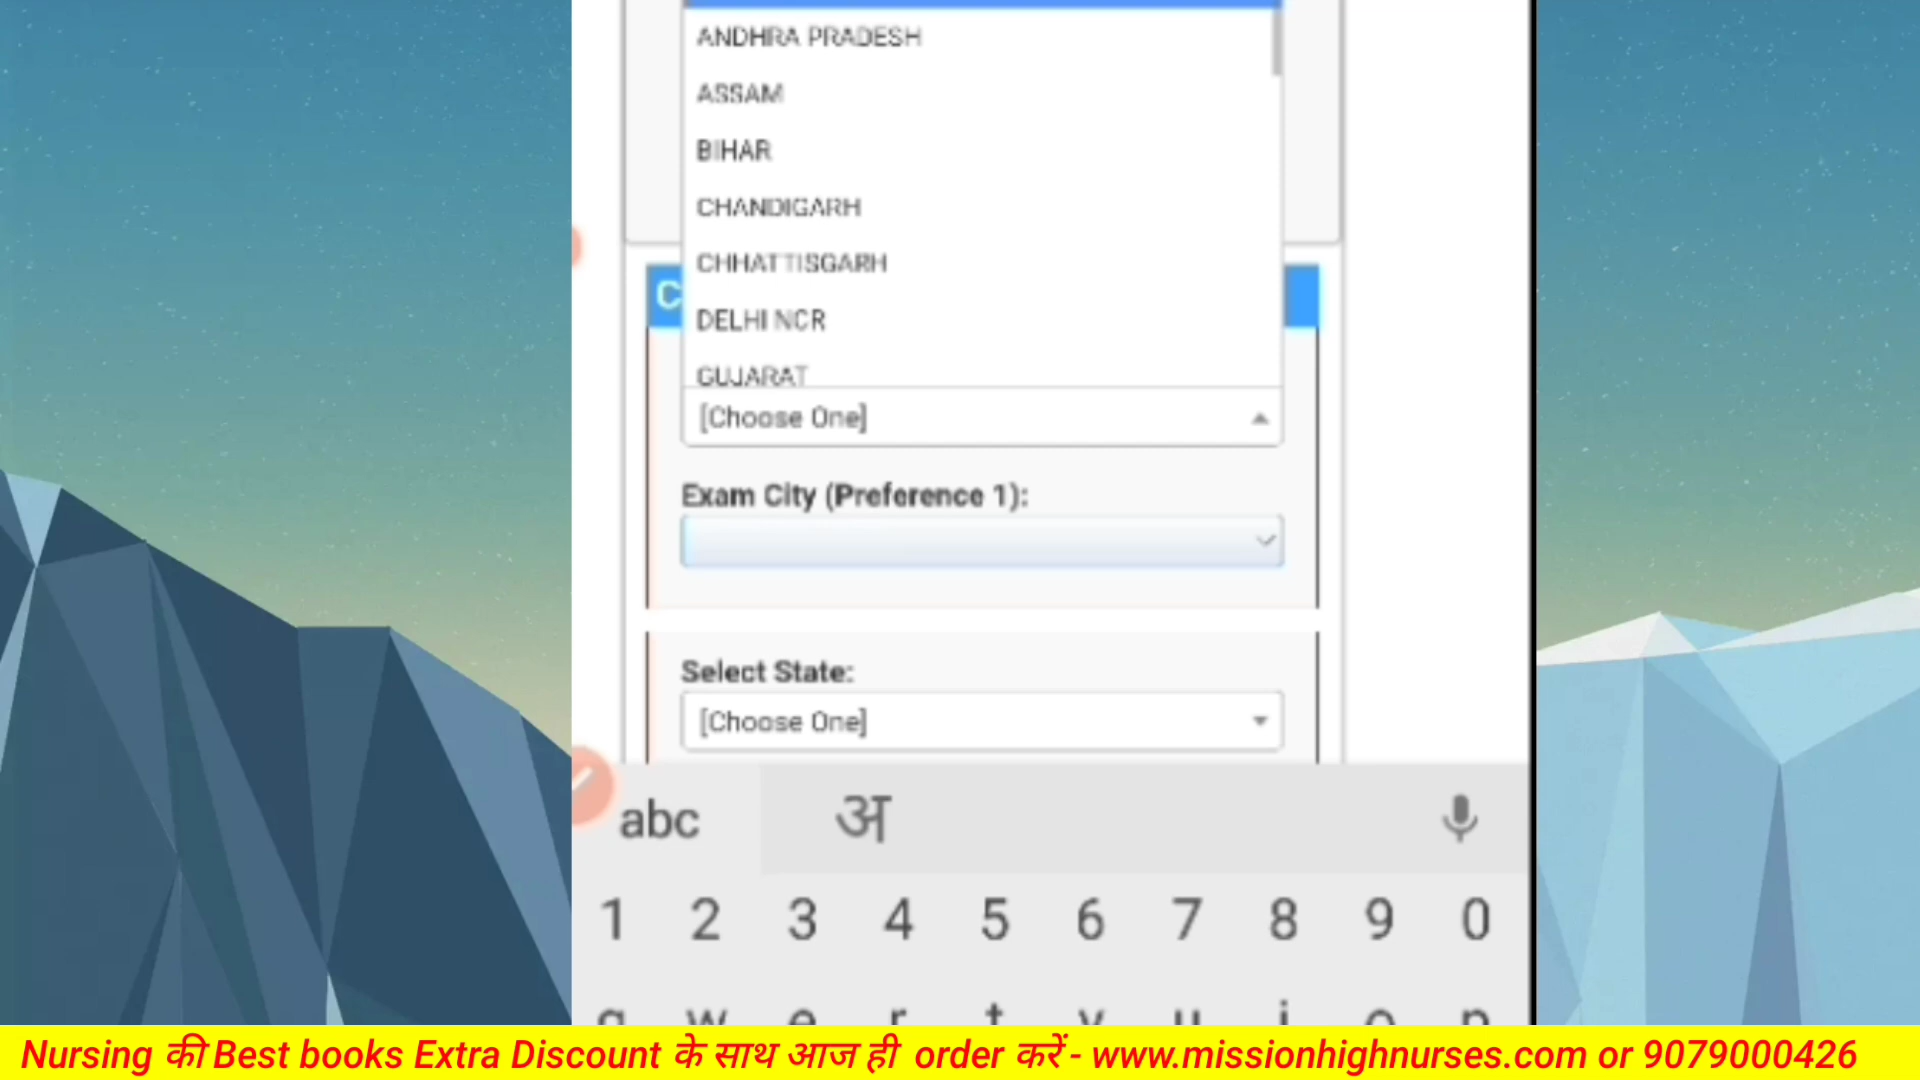 ANDHRA PRADESH
ASSAM
BIHAR
CHANDIGARH
CHHATTISGARH
C
DELHI NCR
GUJARAT
[Choose One]
Exam City (Preference 1):
Select State:
[Choose One]
abc अ
1 2 3 4 5 6 7 8 9 0
q w e r t y u i o p
Nursing की Best books Extra Discount के साथ आज ही order करें - www.missionhighnurses.com or 9079000426